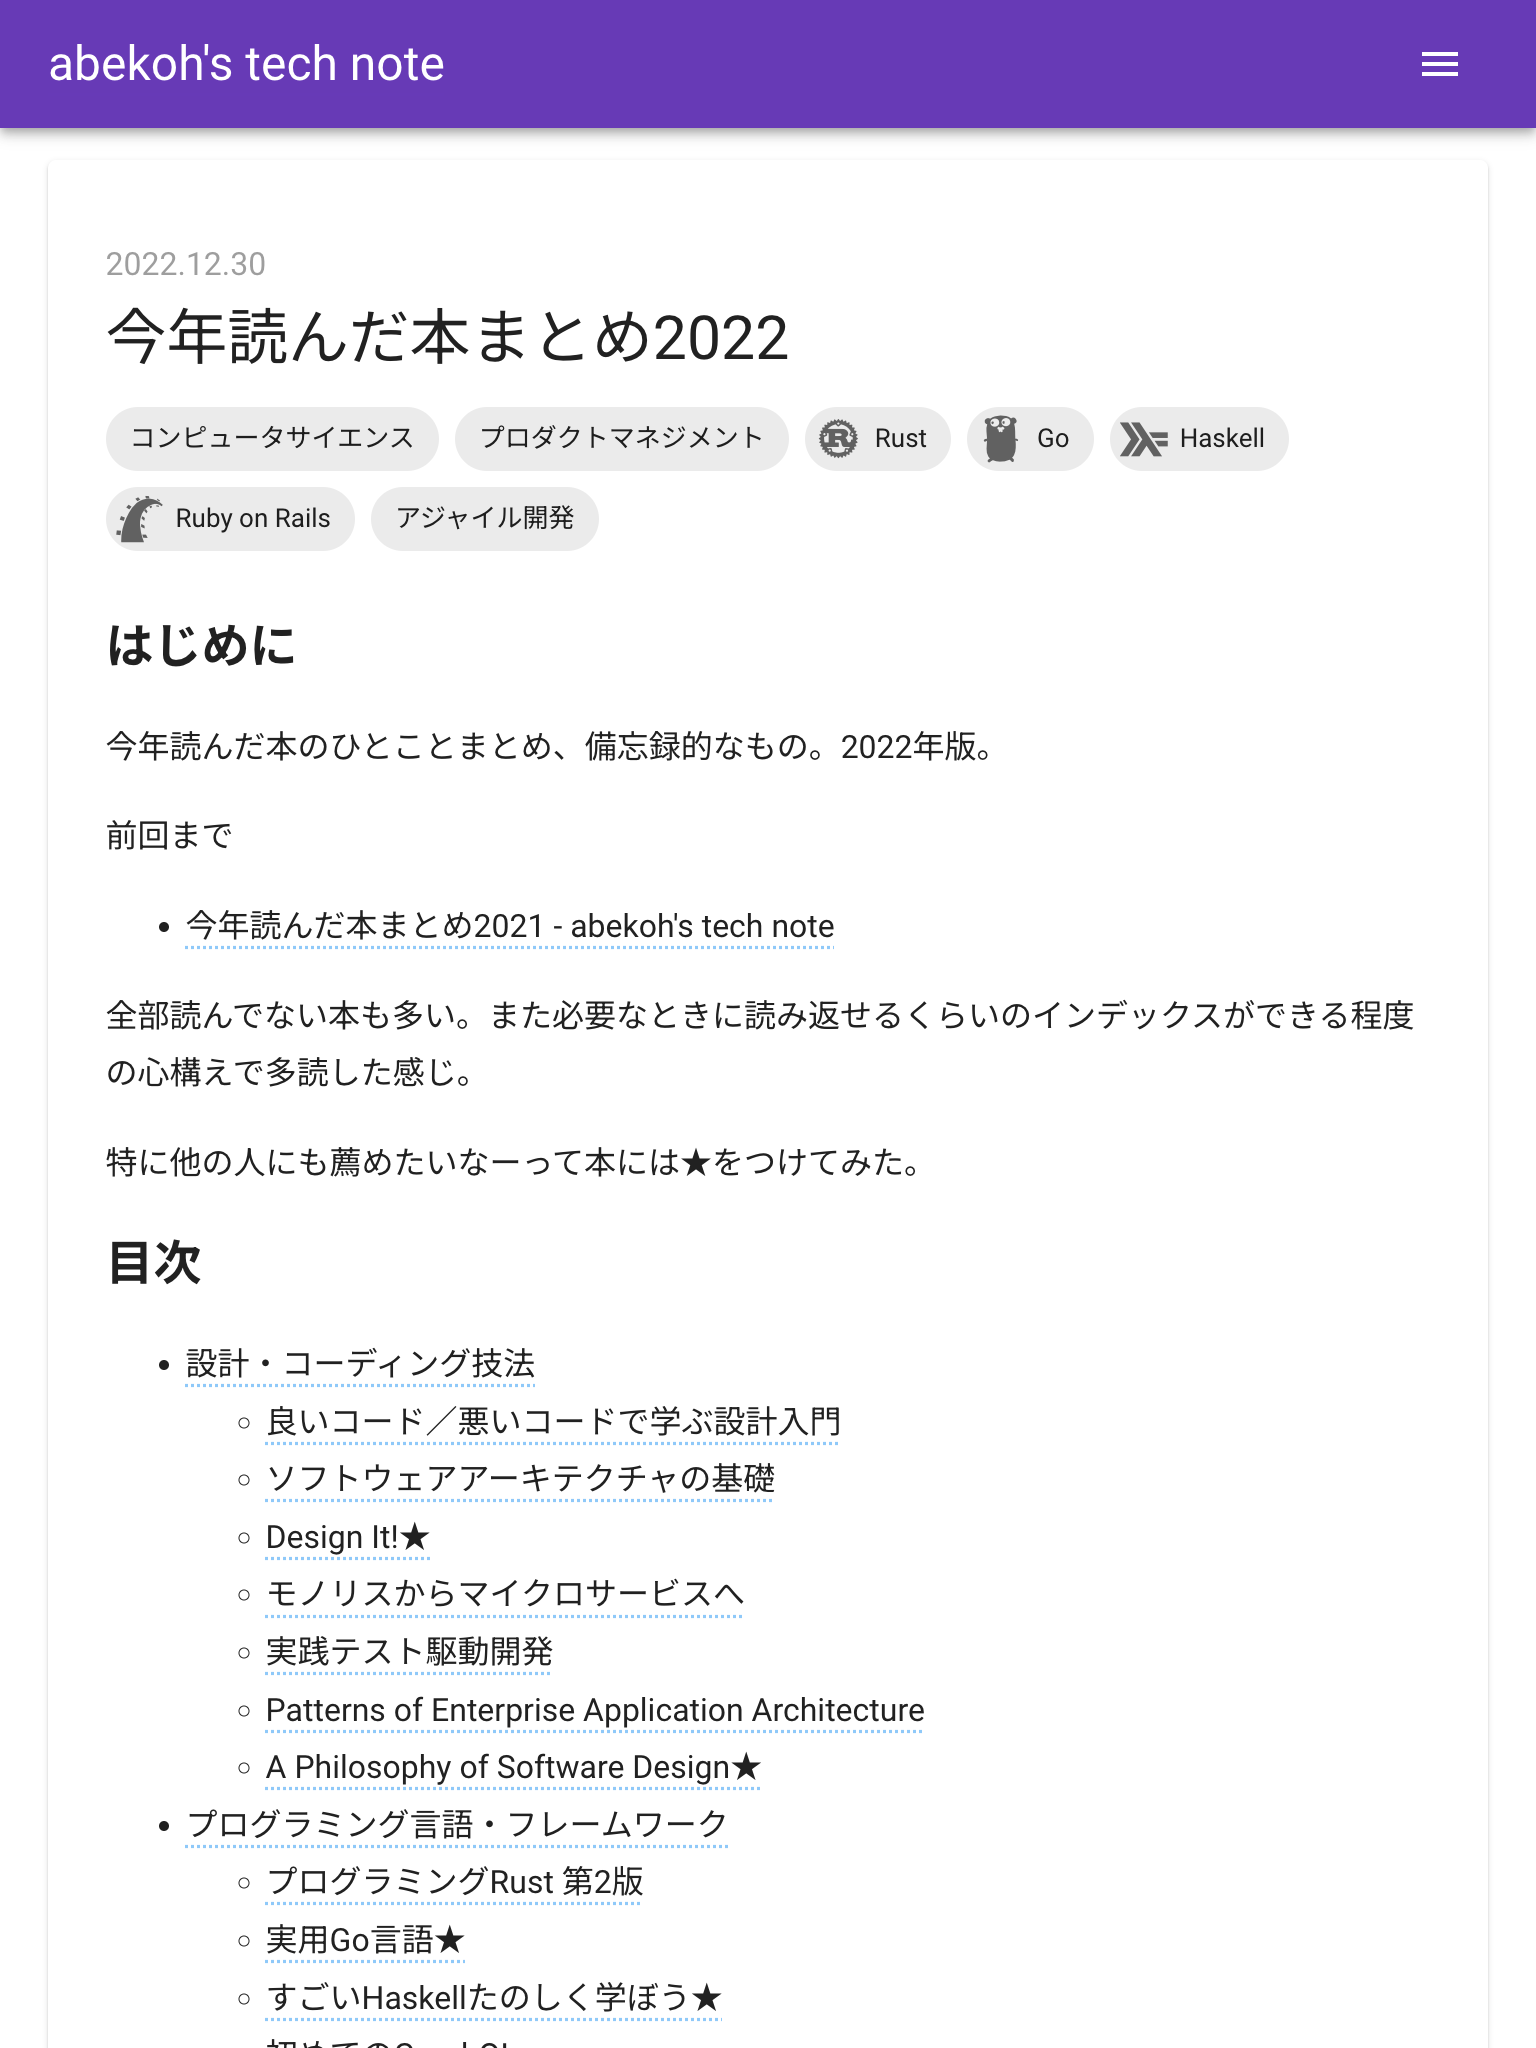 abekoh's tech note
2022.12.30
今年読んだ本まとめ2022
コンピュータサイエンス
プロダクトマネジメント
Rust
Go
Haskell
Ruby on Rails
アジャイル開発
はじめに
今年読んだ本のひとことまとめ、備忘録的なもの。2022年版。
前回まで
今年読んだ本まとめ2021 - abekoh's tech note
全部読んでない本も多い。また必要なときに読み返せるくらいのインデックスができる程度
の心構えで多読した感じ。
特に他の人にも薦めたいなーって本には★をつけてみた。
目次
設計・コーディング技法
良いコード／悪いコードで学ぶ設計入門
ソフトウェアアーキテクチャの基礎
Design It!★
モノリスからマイクロサービスへ
実践テスト駆動開発
Patterns of Enterprise Application Architecture
A Philosophy of Software Design★
プログラミング言語・フレームワーク
プログラミングRust 第2版
実用Go言語★
すごいHaskellたのしく学ぼう★